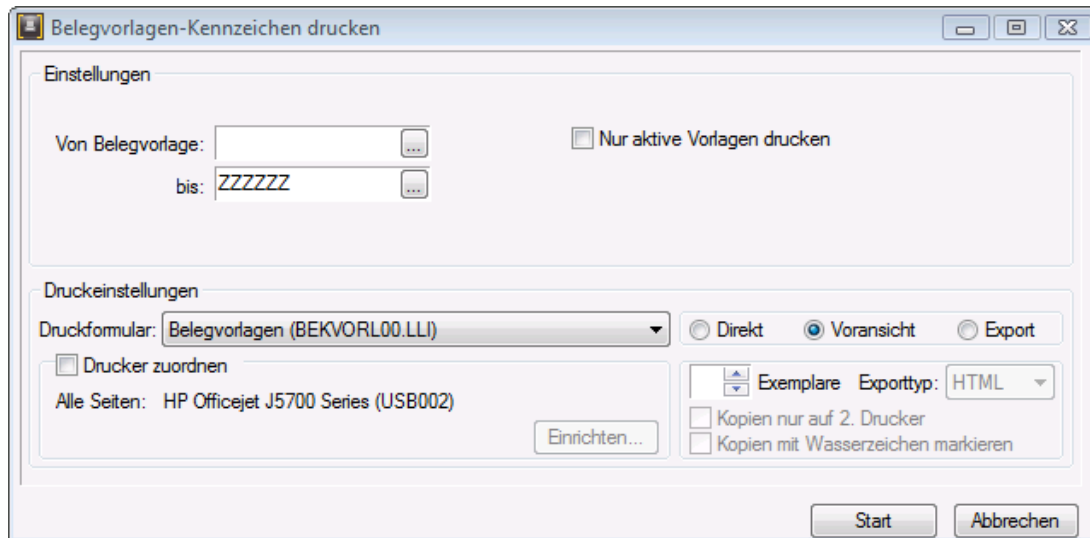 Belegvorlagen-Kennzeichen drucken
Einstellungen
Von Belegvorlage: ...
Nur aktive Vorlagen drucken
bis: ZZZZZZ ...
Druckeinstellungen
Druckformular: Belegvorlagen (BEKVORL00.LLI)
Direkt Voransicht Export
Drucker zuordnen
Alle Seiten: HP Officejet J5700 Series (USB002)
Einrichten...
Exemplare Exporttyp: HTML
Kopien nur auf 2. Drucker
Kopien mit Wasserzeichen markieren
Start Abbrechen